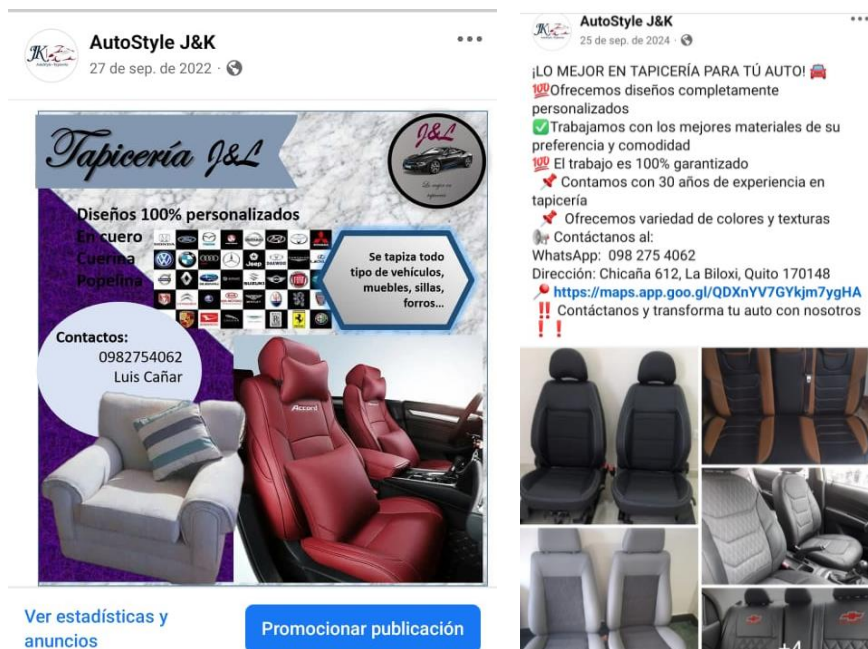 AutoStyle J&K
27 de sep. de 2022
Tapicería J&L
J&L
Diseños 100% personalizados
En cuero
Cuerina
Popelina
Jeep
SUZUKI
Se tapiza todo
tipo de vehículos,
muebles, sillas,
forros...
Contactos:
0982754062
Luis Cañar
Accord
Ver estadísticas y
anuncios
Promocionar publicación
AutoStyle J&K
25 de sep. de 2024
¡LO MEJOR EN TAPICERÍA PARA TÚ AUTO! 🚘
💯Ofrecemos diseños completamente
personalizados
✅Trabajamos con los mejores materiales de su
preferencia y comodidad
💯 El trabajo es 100% garantizado
📌 Contamos con 30 años de experiencia en
tapicería
📌 Ofrecemos variedad de colores y texturas
Contáctanos al:
WhatsApp: 098 275 4062
Dirección: Chicaña 612, La Biloxi, Quito 170148
📍 https://maps.app.goo.gl/QDXnYV7GYkjm7ygHA
‼️ Contáctanos y transforma tu auto con nosotros
❗❗
+4